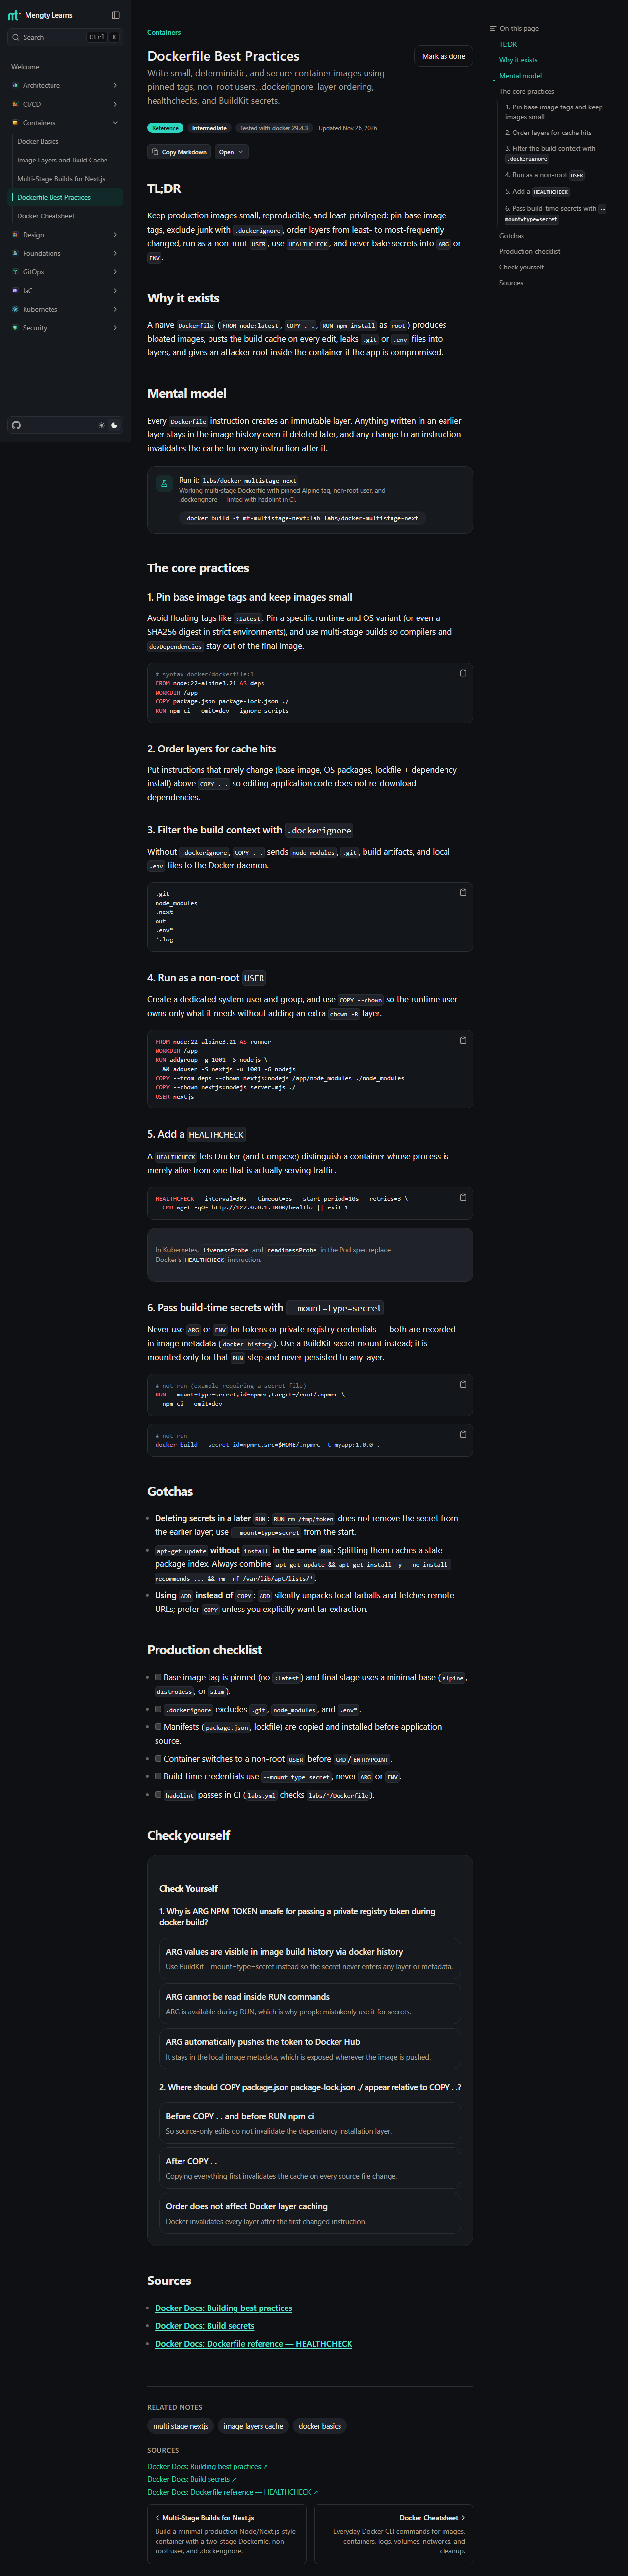 Mengty Learns
Search Ctrl K
Welcome
Architecture
CI/CD
Containers
Docker Basics
Image Layers and Build Cache
Multi-Stage Builds for Next.js
Dockerfile Best Practices
Docker Cheatsheet
Design
Foundations
GitOps
IaC
Kubernetes
Security
Containers
Dockerfile Best Practices
Mark as done
Write small, deterministic, and secure container images using
pinned tags, non-root users, .dockerignore, layer ordering,
healthchecks, and BuildKit secrets.
Reference Intermediate Tested with docker 29.4.3 Updated Nov 26, 2026
Copy Markdown Open
TL;DR
Keep production images small, reproducible, and least-privileged: pin base image
tags, exclude junk with .dockerignore, order layers from least- to most-frequently
changed, run as a non-root USER, use HEALTHCHECK, and never bake secrets into ARG or
ENV.
Why it exists
A naive Dockerfile (FROM node:latest, COPY . ., RUN npm install as root) produces
bloated images, busts the build cache on every edit, leaks .git or .env files into
layers, and gives an attacker root inside the container if the app is compromised.
Mental model
Every Dockerfile instruction creates an immutable layer. Anything written in an earlier
layer stays in the image history even if deleted later, and any change to an instruction
invalidates the cache for every instruction after it.
Run it: labs/docker-multistage-next
Working multi-stage Dockerfile with pinned Alpine tag, non-root user, and
.dockerignore — linted with hadolint in CI.
docker build -t mt-multistage-next:lab labs/docker-multistage-next
The core practices
1. Pin base image tags and keep images small
Avoid floating tags like :latest. Pin a specific runtime and OS variant (or even a
SHA256 digest in strict environments), and use multi-stage builds so compilers and
devDependencies stay out of the final image.
# syntax=docker/dockerfile:1
FROM node:22-alpine3.21 AS deps
WORKDIR /app
COPY package.json package-lock.json ./
RUN npm ci --omit=dev --ignore-scripts
2. Order layers for cache hits
Put instructions that rarely change (base image, OS packages, lockfile + dependency
install) above COPY . . so editing application code does not re-download
dependencies.
3. Filter the build context with .dockerignore
Without .dockerignore, COPY . . sends node_modules, .git, build artifacts, and local
.env files to the Docker daemon.
.git
node_modules
.next
out
.env*
*.log
4. Run as a non-root USER
Create a dedicated system user and group, and use COPY --chown so the runtime user
owns only what it needs without adding an extra chown -R layer.
FROM node:22-alpine3.21 AS runner
WORKDIR /app
RUN addgroup -g 1001 -S nodejs \
&& adduser -S nextjs -u 1001 -G nodejs
COPY --from=deps --chown=nextjs:nodejs /app/node_modules ./node_modules
COPY --chown=nextjs:nodejs server.mjs ./
USER nextjs
5. Add a HEALTHCHECK
A HEALTHCHECK lets Docker (and Compose) distinguish a container whose process is
merely alive from one that is actually serving traffic.
HEALTHCHECK --interval=30s --timeout=3s --start-period=10s --retries=3 \
CMD wget -qO- http://127.0.0.1:3000/healthz || exit 1
In Kubernetes, livenessProbe and readinessProbe in the Pod spec replace
Docker's HEALTHCHECK instruction.
6. Pass build-time secrets with --mount=type=secret
Never use ARG or ENV for tokens or private registry credentials — both are recorded
in image metadata (docker history). Use a BuildKit secret mount instead; it is
mounted only for that RUN step and never persisted to any layer.
# not run (example requiring a secret file)
RUN --mount=type=secret,id=npmrc,target=/root/.npmrc \
npm ci --omit=dev
# not run
docker build --secret id=npmrc,src=$HOME/.npmrc -t myapp:1.0.0 .
Gotchas
Deleting secrets in a later RUN: RUN rm /tmp/token does not remove the secret from
the earlier layer; use --mount=type=secret from the start.
apt-get update without install in the same RUN: Splitting them caches a stale
package index. Always combine apt-get update && apt-get install -y --no-install-
recommends ... && rm -rf /var/lib/apt/lists/*.
Using ADD instead of COPY: ADD silently unpacks local tarballs and fetches remote
URLs; prefer COPY unless you explicitly want tar extraction.
Production checklist
Base image tag is pinned (no :latest) and final stage uses a minimal base (alpine,
distroless, or slim).
.dockerignore excludes .git, node_modules, and .env*.
Manifests (package.json, lockfile) are copied and installed before application
source.
Container switches to a non-root USER before CMD/ENTRYPOINT.
Build-time credentials use --mount=type=secret, never ARG or ENV.
hadolint passes in CI (labs.yml checks labs/*/Dockerfile).
Check yourself
Check Yourself
1. Why is ARG NPM_TOKEN unsafe for passing a private registry token during
docker build?
ARG values are visible in image build history via docker history
Use BuildKit --mount=type=secret instead so the secret never enters any layer or metadata.
ARG cannot be read inside RUN commands
ARG is available during RUN, which is why people mistakenly use it for secrets.
ARG automatically pushes the token to Docker Hub
It stays in the local image metadata, which is exposed wherever the image is pushed.
2. Where should COPY package.json package-lock.json ./ appear relative to COPY . .?
Before COPY . . and before RUN npm ci
So source-only edits do not invalidate the dependency installation layer.
After COPY . .
Copying everything first invalidates the cache on every source file change.
Order does not affect Docker layer caching
Docker invalidates every layer after the first changed instruction.
Sources
Docker Docs: Building best practices
Docker Docs: Build secrets
Docker Docs: Dockerfile reference — HEALTHCHECK
RELATED NOTES
multi stage nextjs image layers cache docker basics
SOURCES
Docker Docs: Building best practices ↗
Docker Docs: Build secrets ↗
Docker Docs: Dockerfile reference — HEALTHCHECK ↗
Multi-Stage Builds for Next.js
Build a minimal production Node/Next.js-style
container with a two-stage Dockerfile, non-
root user, and .dockerignore.
Docker Cheatsheet
Everyday Docker CLI commands for images,
containers, logs, volumes, networks, and
cleanup.
On this page
TL;DR
Why it exists
Mental model
The core practices
1. Pin base image tags and keep
images small
2. Order layers for cache hits
3. Filter the build context with
.dockerignore
4. Run as a non-root USER
5. Add a HEALTHCHECK
6. Pass build-time secrets with --
mount=type=secret
Gotchas
Production checklist
Check yourself
Sources